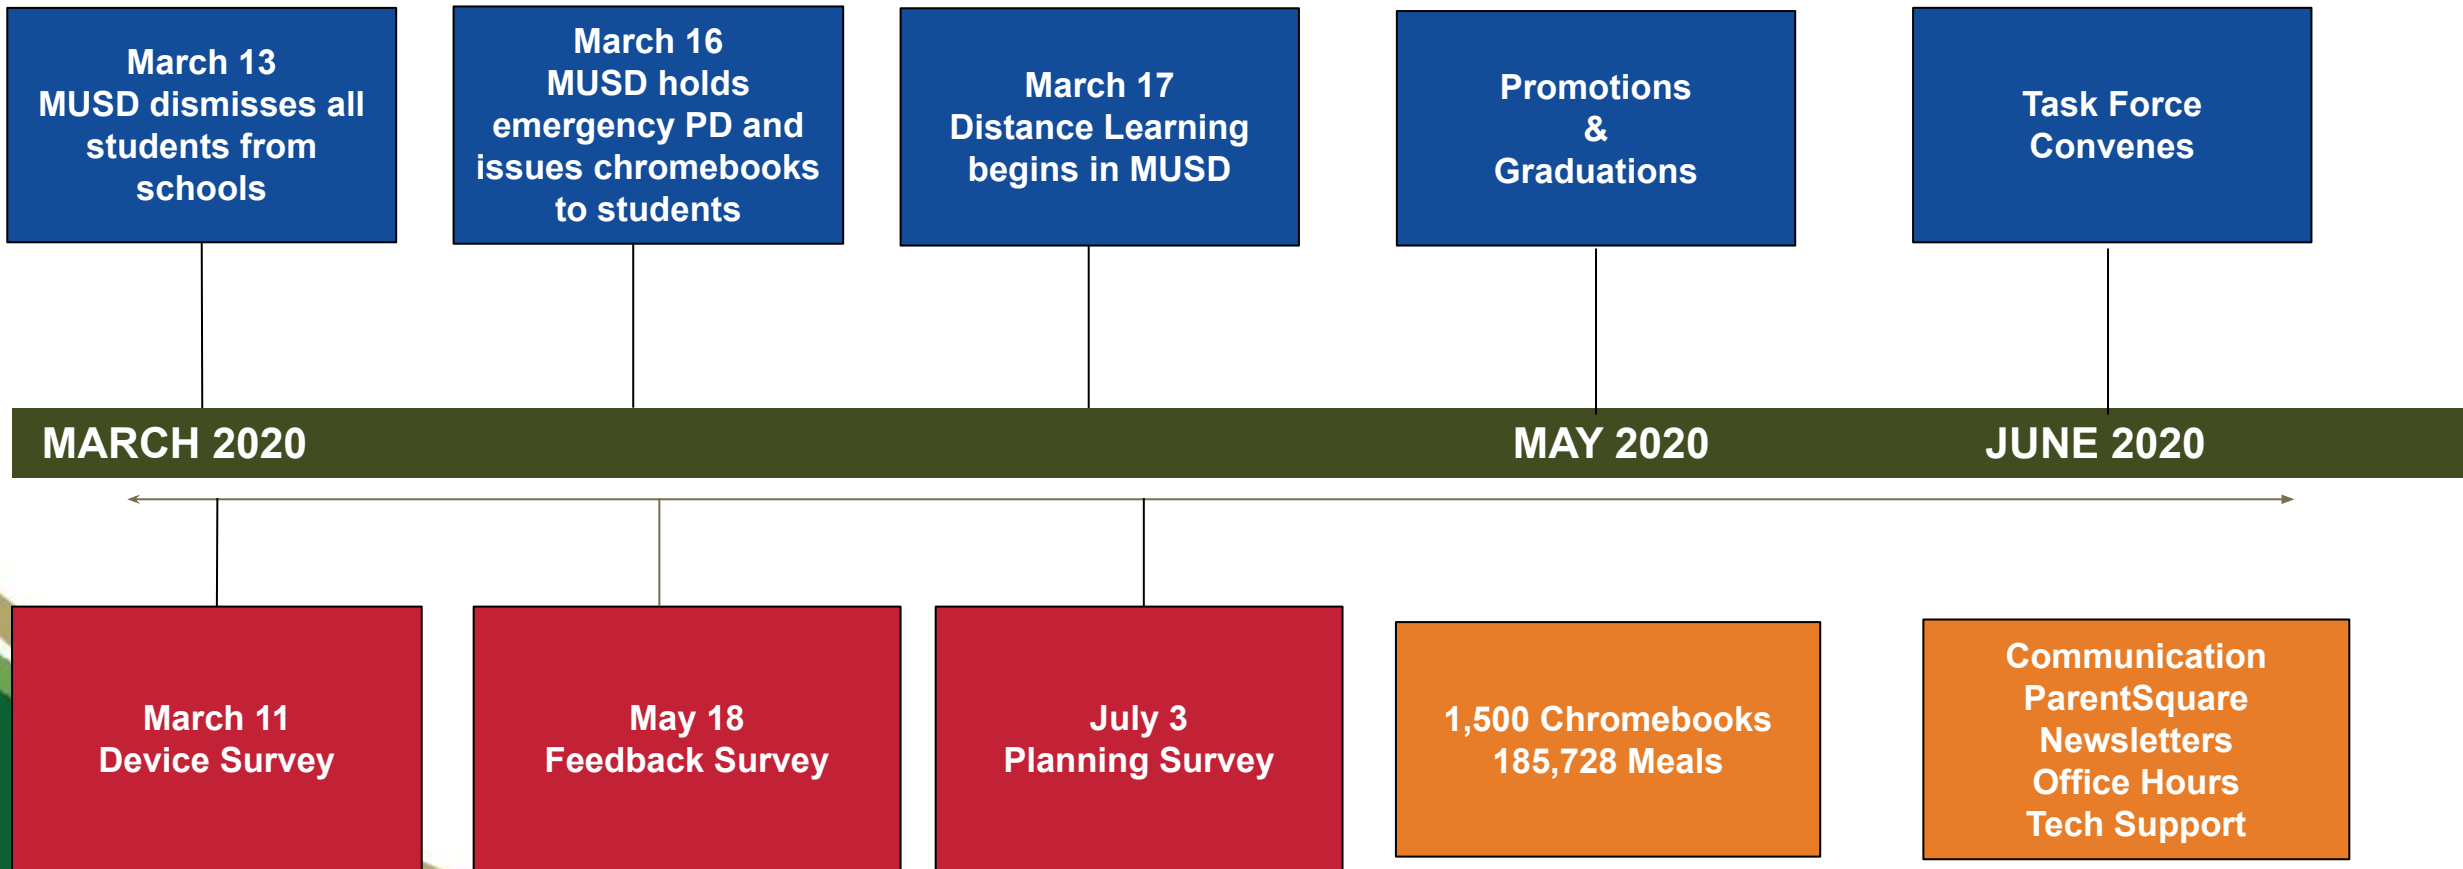 March 13
MUSD dismisses all
students from
schools
March 16
MUSD holds
emergency PD and
issues chromebooks
to students
March 17
Distance Learning
begins in MUSD
Promotions
&
Graduations
Task Force
Convenes
MARCH 2020
MAY 2020
JUNE 2020
March 11
Device Survey
May 18
Feedback Survey
July 3
Planning Survey
1,500 Chromebooks
185,728 Meals
Communication
ParentSquare
Newsletters
Office Hours
Tech Support